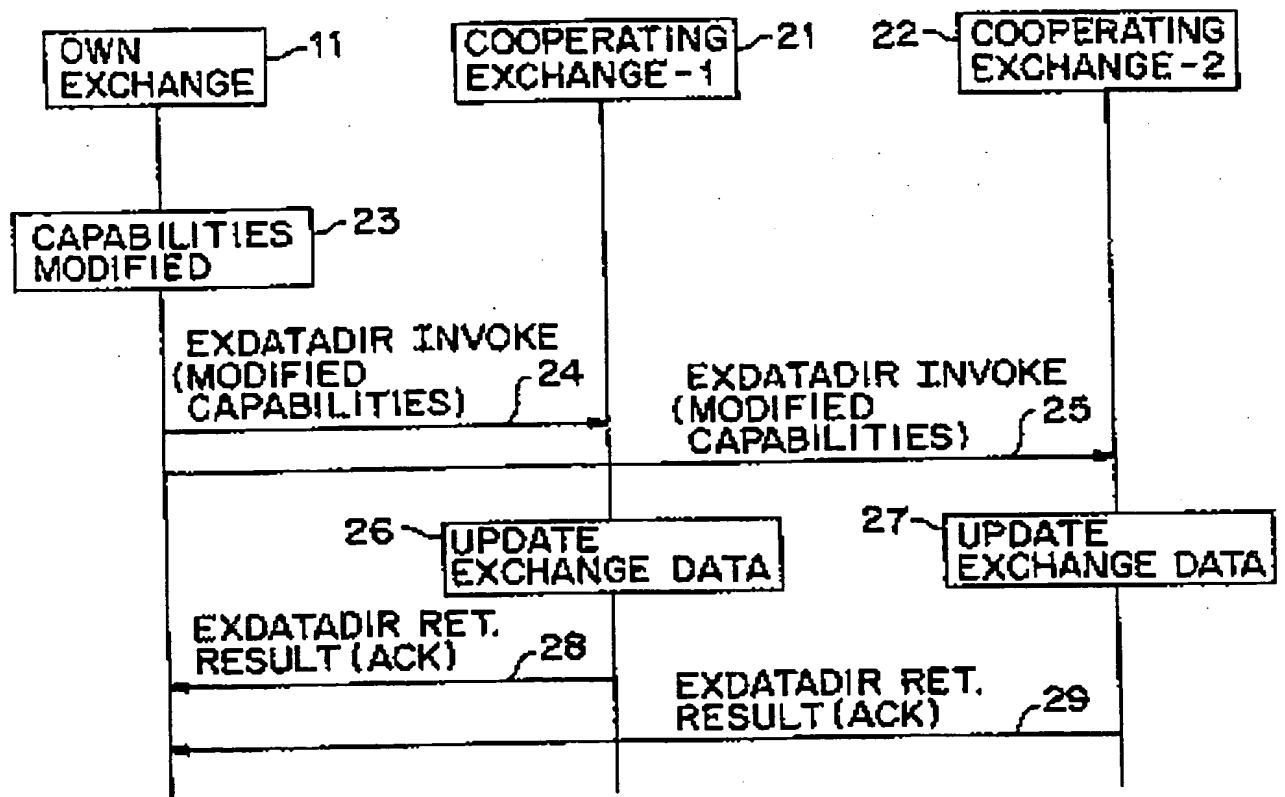 OWN
EXCHANGE
11
COOPERATING
EXCHANGE-1
21
22
COOPERATING
EXCHANGE-2
CAPABILITIES
MODIFIED
23
EXDATADIR INVOKE
(MODIFIED
CAPABILITIES)
24
EXDATADIR INVOKE
(MODIFIED
CAPABILITIES)
25
26
UPDATE
EXCHANGE DATA
27
UPDATE
EXCHANGE DATA
EXDATADIR RET.
RESULT (ACK)
28
EXDATADIR RET.
RESULT (ACK)
29